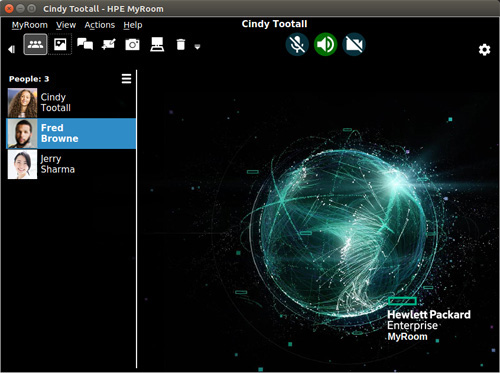 Cindy Tootall - HPE MyRoom
MyRoom View Actions Help
Cindy Tootall
People: 3
Cindy
Tootall
Fred
Browne
Jerry
Sharma
Hewlett Packard
Enterprise
MyRoom